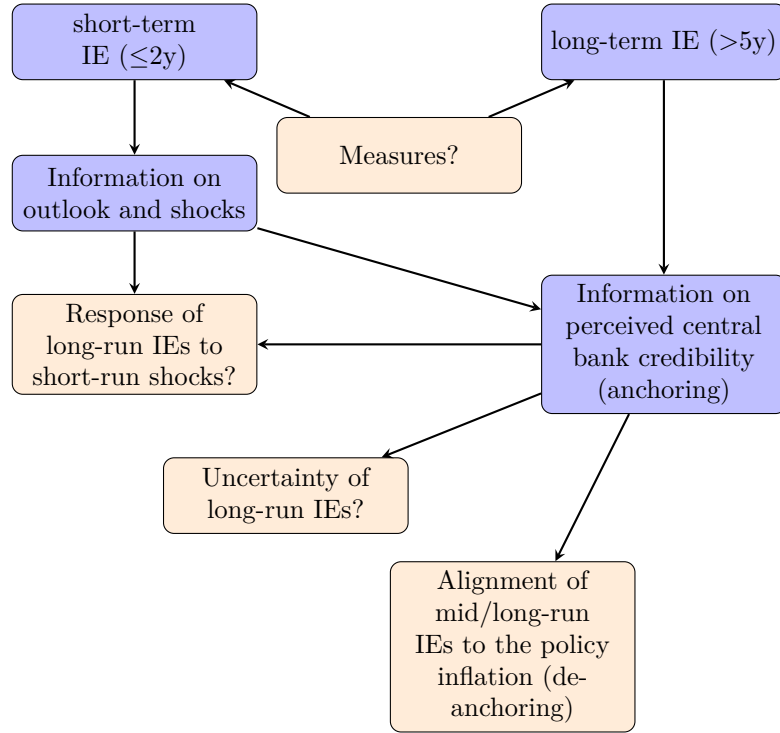 short-term
IE (≤2y)
long-term IE (>5y)
Measures?
Information on
outlook and shocks
Response of
long-run IEs to
short-run shocks?
Information on
perceived central
bank credibility
(anchoring)
Uncertainty of
long-run IEs?
Alignment of
mid/long-run
IEs to the policy
inflation (de-
anchoring)